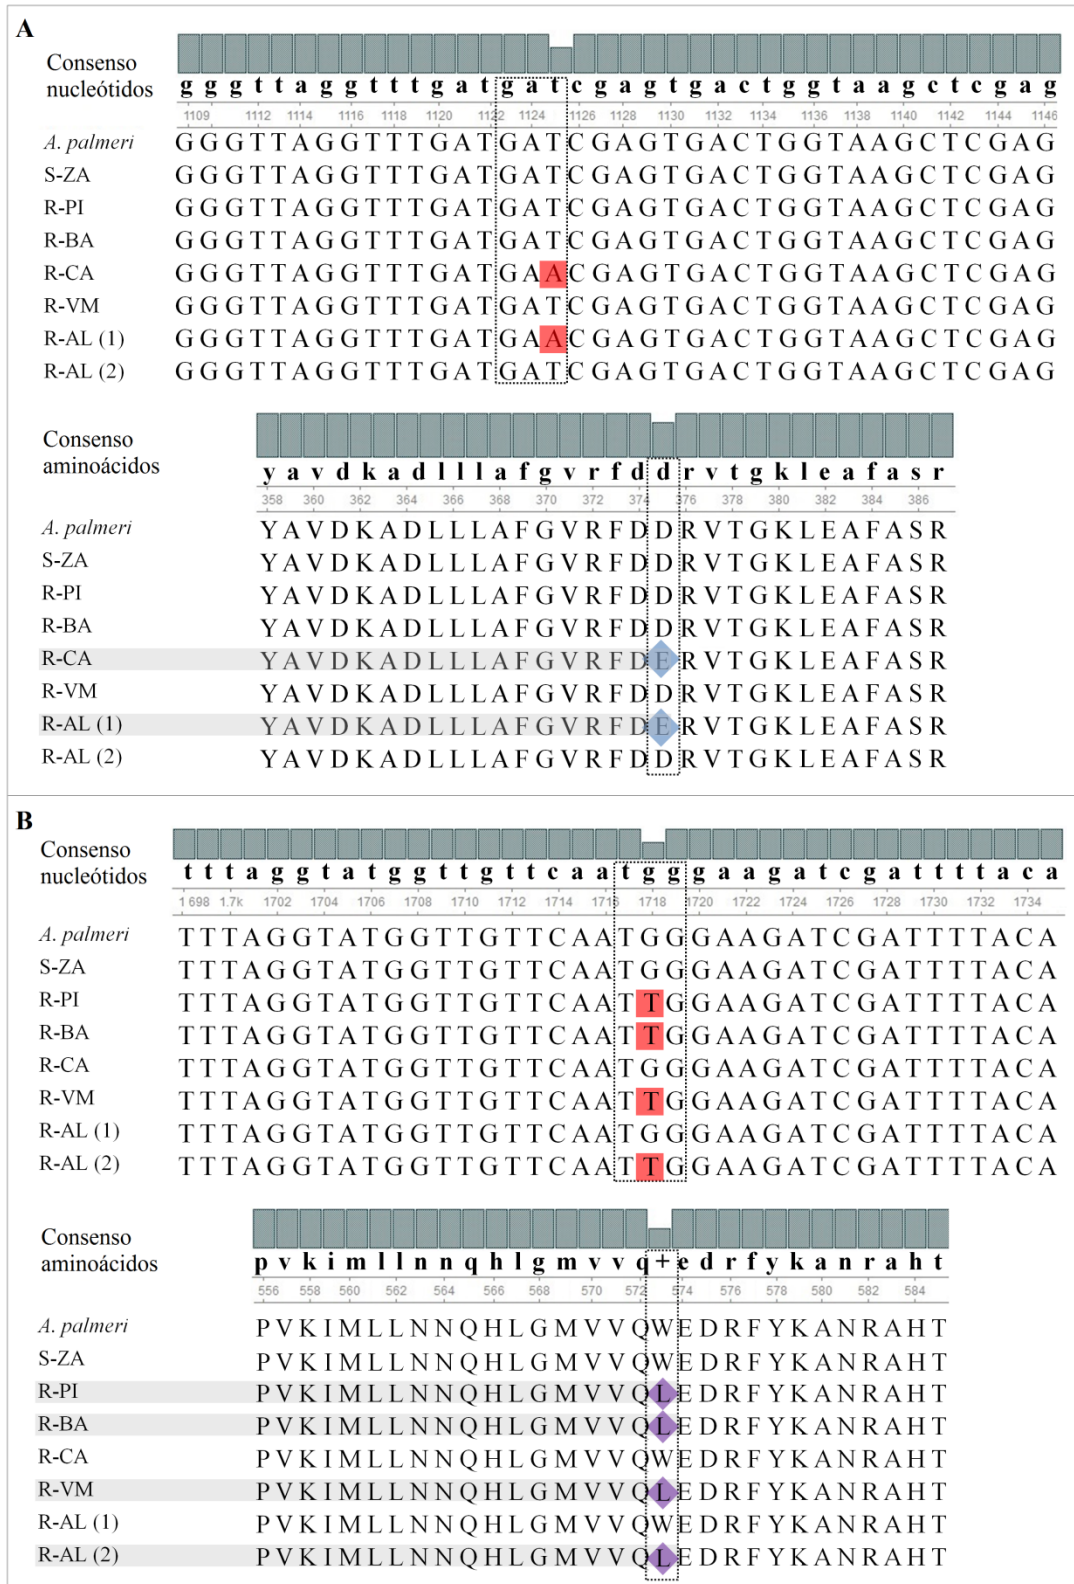 A
Consenso
nucleótidos
g g g t t a g g t t t g a t g a t c g a g t g a c t g g t a a g c t c g a g
1109 1112 1114 1116 1118 1120 1122 1124 1126 1128 1130 1132 1134 1136 1138 1140 1142 1144 1146
A. palmeri GGGTTAGGTTTGATGATCGAGTGACTGGTAAGCTCGAG
S-ZA GGGTTAGGTTTGATGATCGAGTGACTGGTAAGCTCGAG
R-PI GGGTTAGGTTTGATGATCGAGTGACTGGTAAGCTCGAG
R-BA GGGTTAGGTTTGATGATCGAGTGACTGGTAAGCTCGAG
R-CA GGGTTAGGTTTGATGAACGAGTGACTGGTAAGCTCGAG
R-VM GGGTTAGGTTTGATGATCGAGTGACTGGTAAGCTCGAG
R-AL (1) GGGTTAGGTTTGATGAACGAGTGACTGGTAAGCTCGAG
R-AL (2) GGGTTAGGTTTGATGATCGAGTGACTGGTAAGCTCGAG
Consenso
aminoácidos
y a v d k a d l l l a f g v r f d d r v t g k l e a f a s r
358 360 362 364 366 368 370 372 374 376 378 380 382 384 386
A. palmeri YAVDKADLLLAFGVRFDDRVTGKLEAFASR
S-ZA YAVDKADLLLAFGVRFDDRVTGKLEAFASR
R-PI YAVDKADLLLAFGVRFDDRVTGKLEAFASR
R-BA YAVDKADLLLAFGVRFDDRVTGKLEAFASR
R-CA YAVDKADLLLAFGVRFDERVTGKLEAFASR
R-VM YAVDKADLLLAFGVRFDDRVTGKLEAFASR
R-AL (1) YAVDKADLLLAFGVRFDERVTGKLEAFASR
R-AL (2) YAVDKADLLLAFGVRFDDRVTGKLEAFASR
B
Consenso
nucleótidos
t t t a g g t a t g g t t g t t c a a t g g g a a g a t c g a t t t t a c a
1 698 1.7k 1702 1704 1706 1708 1710 1712 1714 1716 1718 1720 1722 1724 1726 1728 1730 1732 1734
A. palmeri TTTAGGTATGGTTGTTCAATGGGAAGATCGATTTTACA
S-ZA TTTAGGTATGGTTGTTCAATGGGAAGATCGATTTTACA
R-PI TTTAGGTATGGTTGTTCAATTGGAAGATCGATTTTACA
R-BA TTTAGGTATGGTTGTTCAATTGGAAGATCGATTTTACA
R-CA TTTAGGTATGGTTGTTCAATGGGAAGATCGATTTTACA
R-VM TTTAGGTATGGTTGTTCAATTGGAAGATCGATTTTACA
R-AL (1) TTTAGGTATGGTTGTTCAATGGGAAGATCGATTTTACA
R-AL (2) TTTAGGTATGGTTGTTCAATTGGAAGATCGATTTTACA
Consenso
aminoácidos
p v k i m l l n n q h l g m v v q + e d r f y k a n r a h t
556 558 560 562 564 566 568 570 572 574 576 578 580 582 584
A. palmeri PVKIMLLNNQHLGMVVQWEDRFYKANRAHT
S-ZA PVKIMLLNNQHLGMVVQWEDRFYKANRAHT
R-PI PVKIMLLNNQHLGMVVQLEDRFYKANRAHT
R-BA PVKIMLLNNQHLGMVVQLEDRFYKANRAHT
R-CA PVKIMLLNNQHLGMVVQWEDRFYKANRAHT
R-VM PVKIMLLNNQHLGMVVQLEDRFYKANRAHT
R-AL (1) PVKIMLLNNQHLGMVVQWEDRFYKANRAHT
R-AL (2) PVKIMLLNNQHLGMVVQLEDRFYKANRAHT